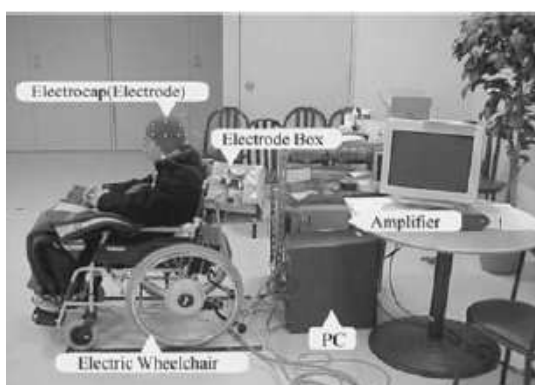 Electrocap(Electrode)
Electrode Box
Amplifier
PC
Electric Wheelchair